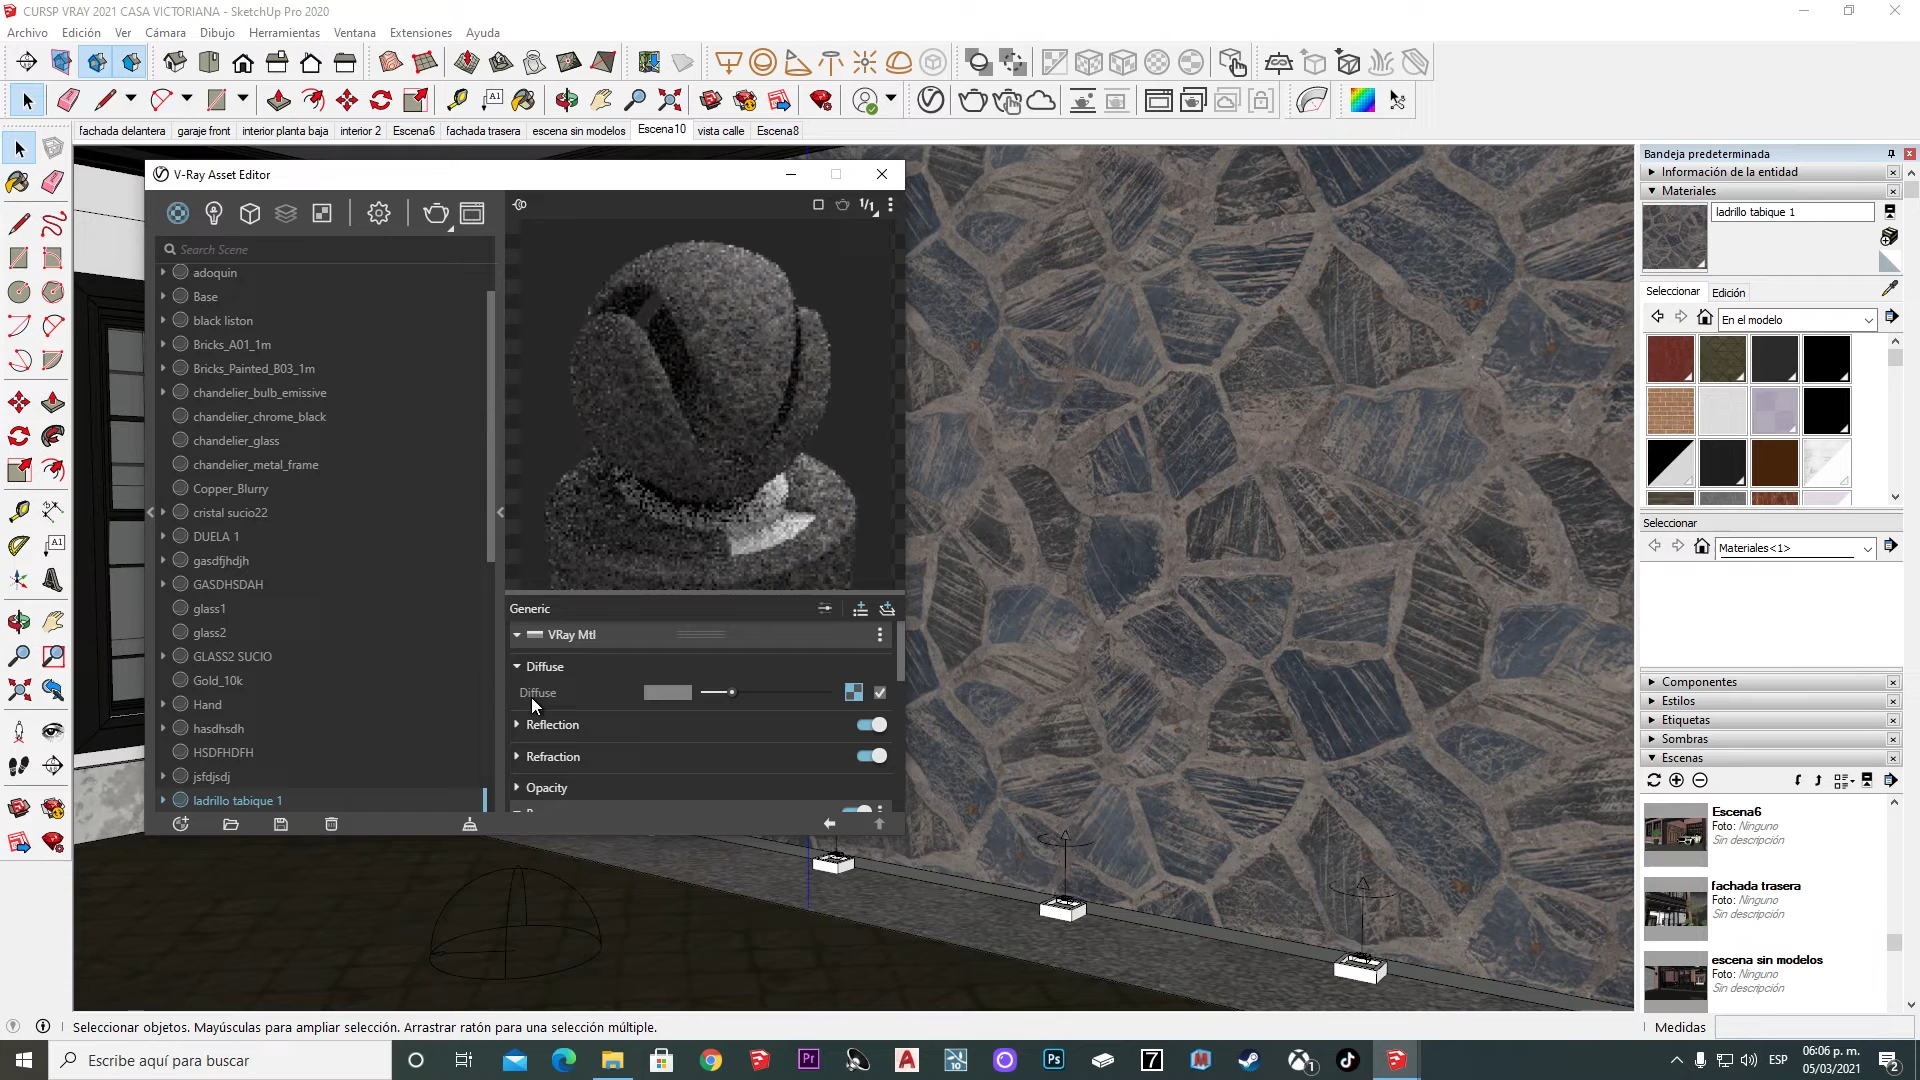 CURSP VRAY 2021 CASA VICTORIANA - SketchUp Pro 2020
Archivo Edición Ver Cámara Dibujo Herramientas Ventana Extensiones Ayuda
fachada delantera garaje front interior planta baja interior 2 Escena6 fachada trasera escena sin modelos Escena10 vista calle Escena8
V-Ray Asset Editor
1/1
Search Scene
adoquin
Base
black liston
Bricks_A01_1m
Bricks_Painted_B03_1m
chandelier_bulb_emissive
chandelier_chrome_black
chandelier_glass
chandelier_metal_frame
Copper_Blurry
cristal sucio22
DUELA 1
gasdfjhdjh
GASDHSDAH
glass1
glass2
GLASS2 SUCIO
Gold_10k
Hand
hasdhsdh
HSDFHDFH
jsfdjsdj
ladrillo tabique 1
Generic
VRay Mtl
Diffuse
Diffuse
Reflection
Refraction
Opacity
Bandeja predeterminada
Información de la entidad
Materiales
ladrillo tabique 1
Seleccionar Edición
En el modelo
Seleccionar
Materiales<1>
Componentes
Estilos
Etiquetas
Sombras
Escenas
Escena6
Foto: Ninguno
Sin descripción
fachada trasera
Foto: Ninguno
Sin descripción
escena sin modelos
Foto: Ninguno
Sin descripción
Seleccionar objetos. Mayúsculas para ampliar selección. Arrastrar ratón para una selección múltiple.
Medidas
Escribe aquí para buscar
ESP
06:06 p. m.
05/03/2021